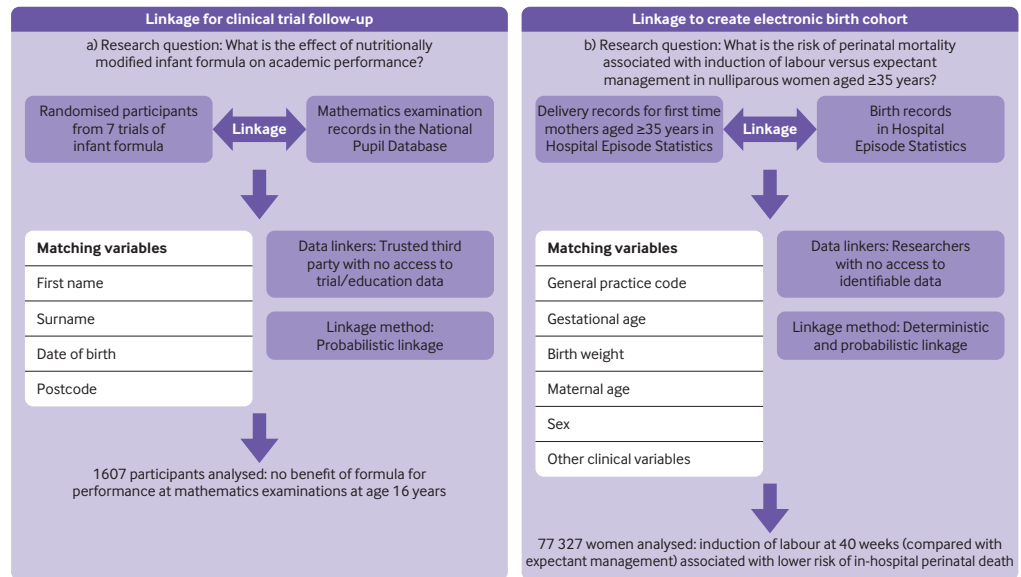 Linkage for clinical trial follow-up
a) Research question: What is the effect of nutritionally
modified infant formula on academic performance?
Randomised participants
from 7 trials of
infant formula
Linkage
Mathematics examination
records in the National
Pupil Database
Matching variables
First name
Surname
Date of birth
Postcode
Data linkers: Trusted third
party with no access to
trial/education data
Linkage method:
Probabilistic linkage
1607 participants analysed: no benefit of formula for
performance at mathematics examinations at age 16 years
Linkage to create electronic birth cohort
b) Research question: What is the risk of perinatal mortality
associated with induction of labour versus expectant
management in nulliparous women aged ≥35 years?
Delivery records for first time
mothers aged ≥35 years in
Hospital Episode Statistics
Linkage
Birth records
in Hospital
Episode Statistics
Matching variables
General practice code
Gestational age
Birth weight
Maternal age
Sex
Other clinical variables
Data linkers: Researchers
with no access to
identifiable data
Linkage method: Deterministic
and probabilistic linkage
77 327 women analysed: induction of labour at 40 weeks (compared with
expectant management) associated with lower risk of in-hospital perinatal death